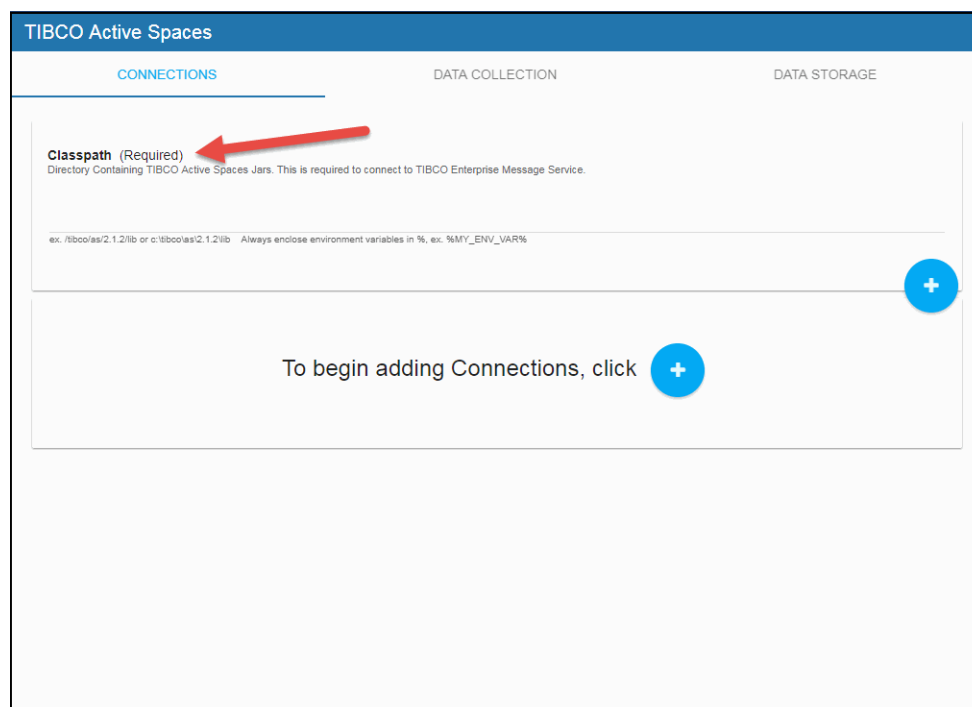 TIBCO Active Spaces
CONNECTIONS DATA COLLECTION DATA STORAGE
Classpath (Required)
Directory Containing TIBCO Active Spaces Jars. This is required to connect to TIBCO Enterprise Message Service.
ex. /tibco/as/2.1.2/lib or c:\tibco\as\2.1.2\lib Always enclose environment variables in %, ex. %MY_ENV_VAR%
To begin adding Connections, click